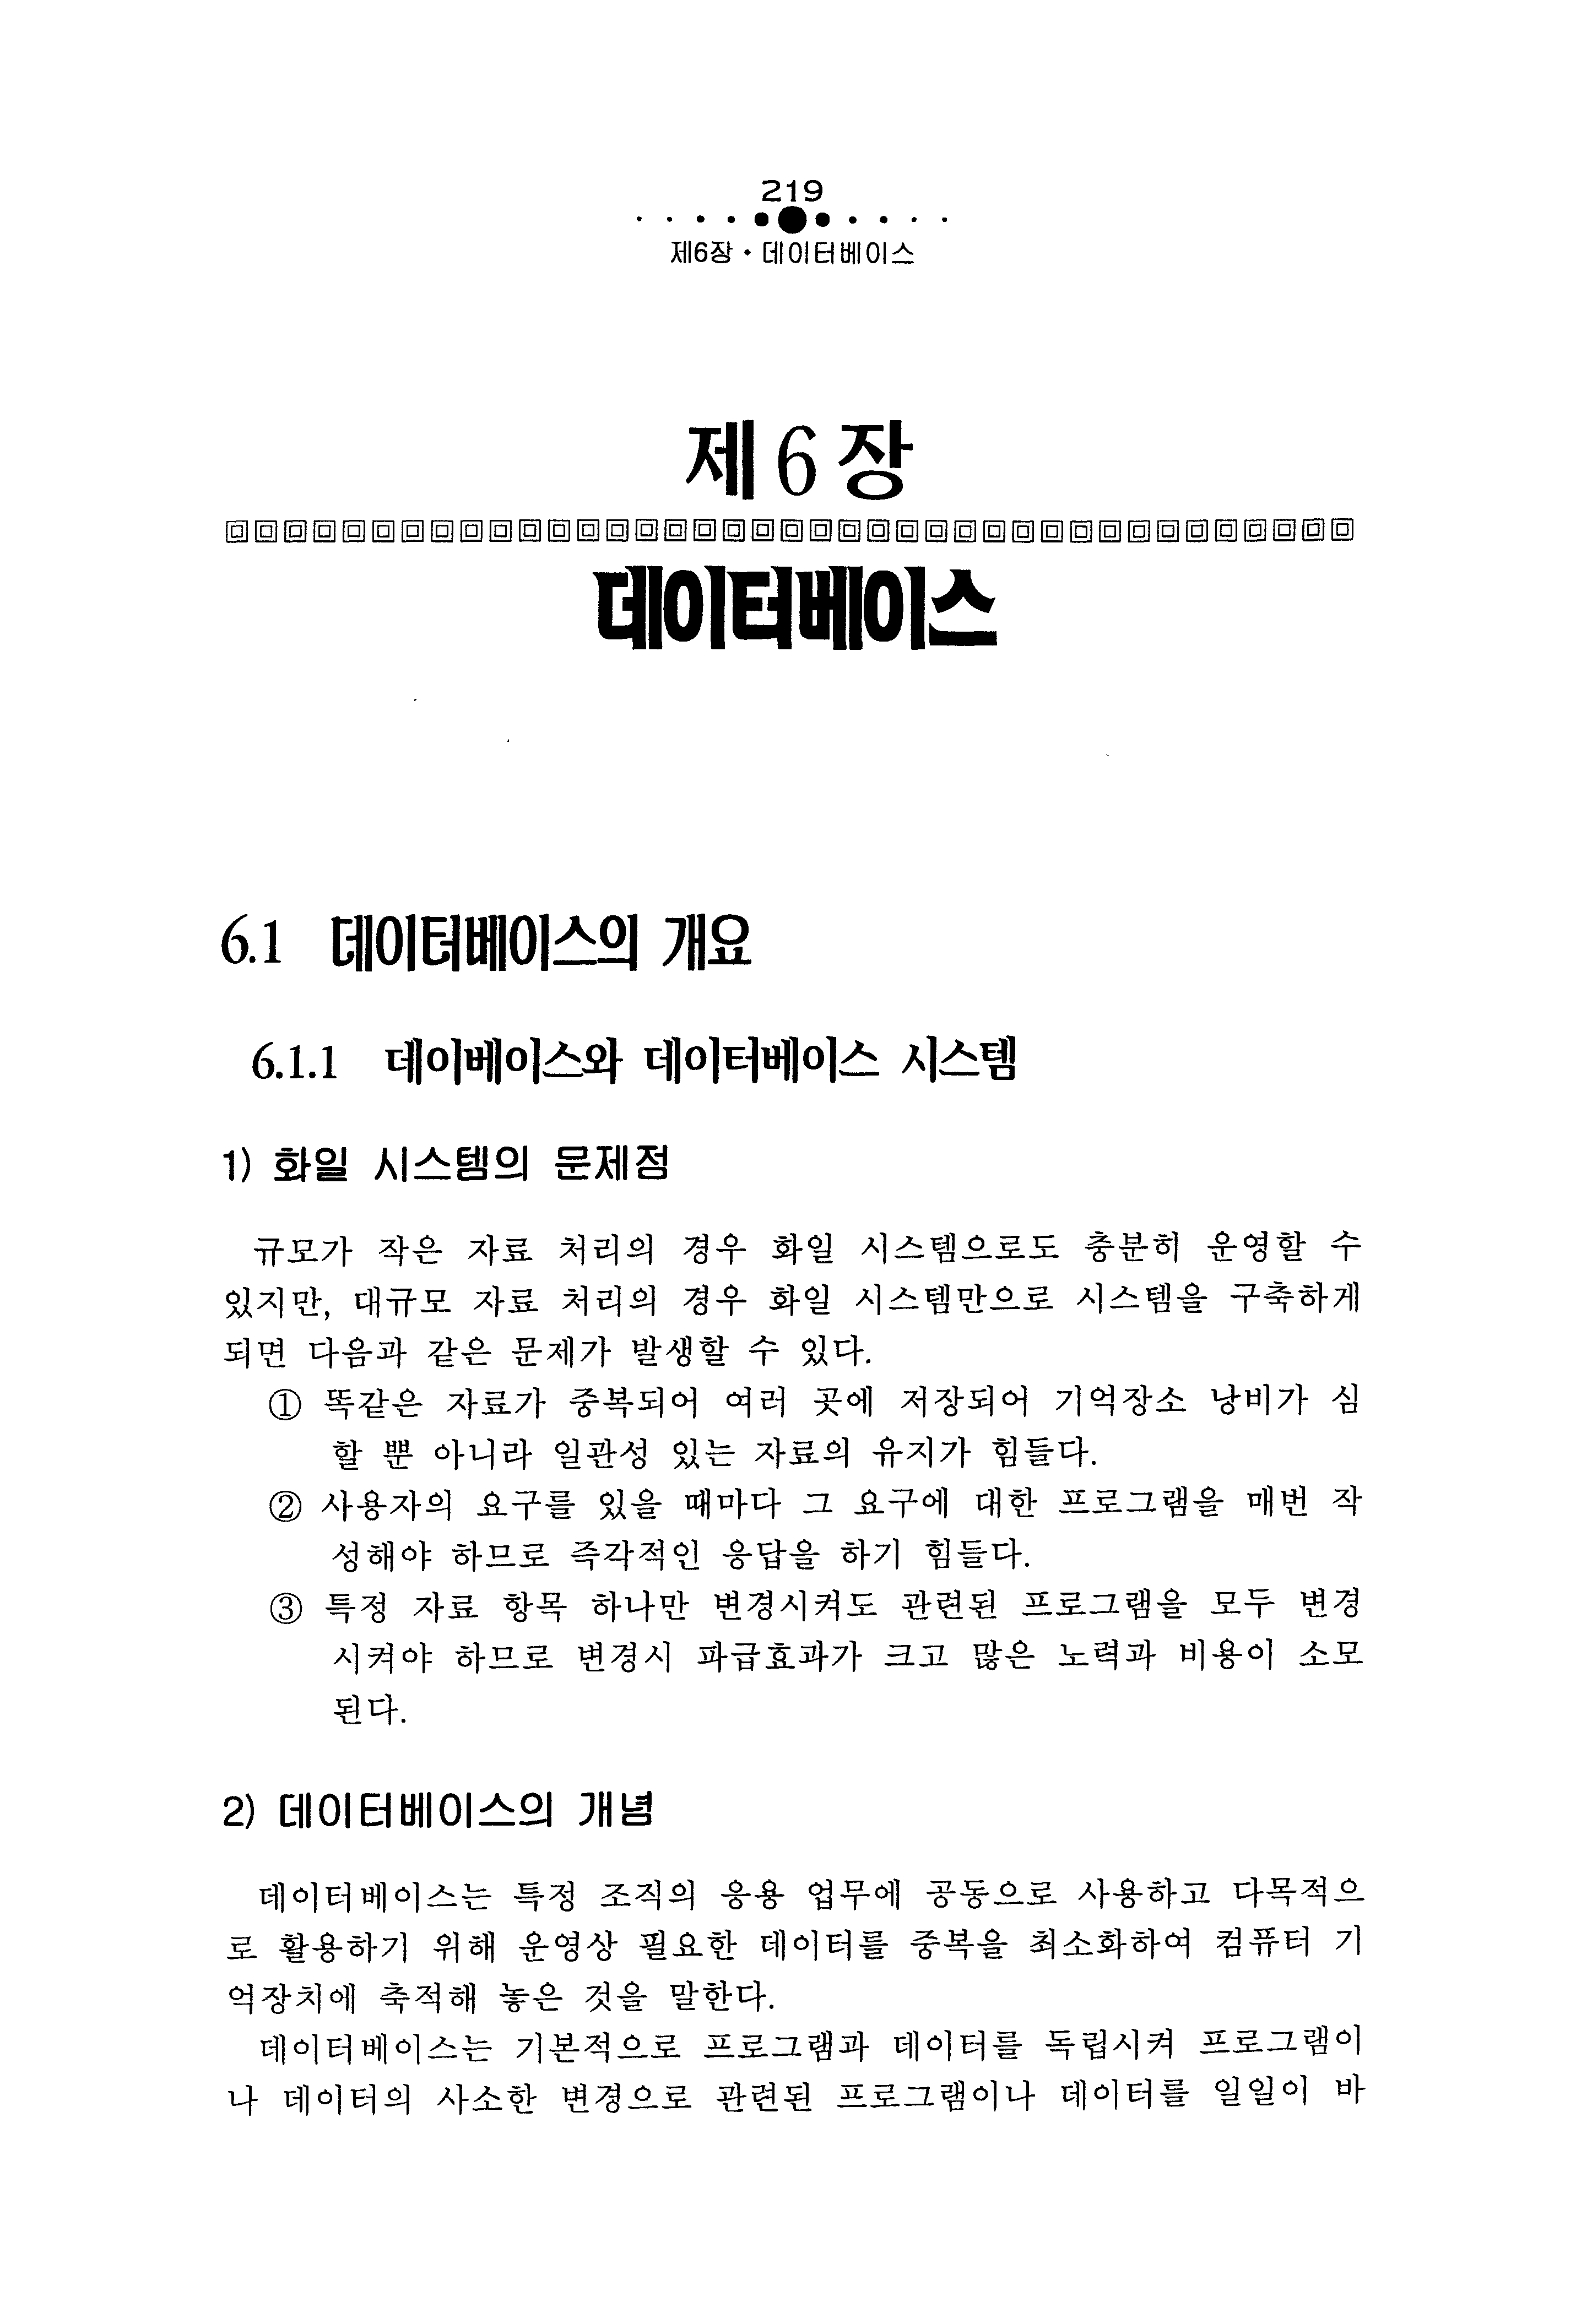 219
제6장 • 데이터베이스
제6장
데이터베이스
6.1 데이터베이스의 개요
6.1.1 데이베이스와 데이터베이스 시스템
1) 화일 시스템의 문제점
규모가 작은 자료 처리의 경우 화일 시스템으로도 충분히 운영할 수
있지만, 대규모 자료 처리의 경우 화일 시스템만으로 시스템을 구축하게
되면 다음과 같은 문제가 발생할 수 있다.
① 똑같은 자료가 중복되어 여러 곳에 저장되어 기억장소 낭비가 심
할 뿐 아니라 일관성 있는 자료의 유지가 힘들다.
② 사용자의 요구를 있을 때마다 그 요구에 대한 프로그램을 매번 작
성해야 하므로 즉각적인 응답을 하기 힘들다.
③ 특정 자료 항목 하나만 변경시켜도 관련된 프로그램을 모두 변경
시켜야 하므로 변경시 파급효과가 크고 많은 노력과 비용이 소모
된다.
2) 데이터베이스의 개념
데이터베이스는 특정 조직의 응용 업무에 공동으로 사용하고 다목적으
로 활용하기 위해 운영상 필요한 데이터를 중복을 최소화하여 컴퓨터 기
억장치에 축적해 놓은 것을 말한다.
데이터베이스는 기본적으로 프로그램과 데이터를 독립시켜 프로그램이
나 데이터의 사소한 변경으로 관련된 프로그램이나 데이터를 일일이 바